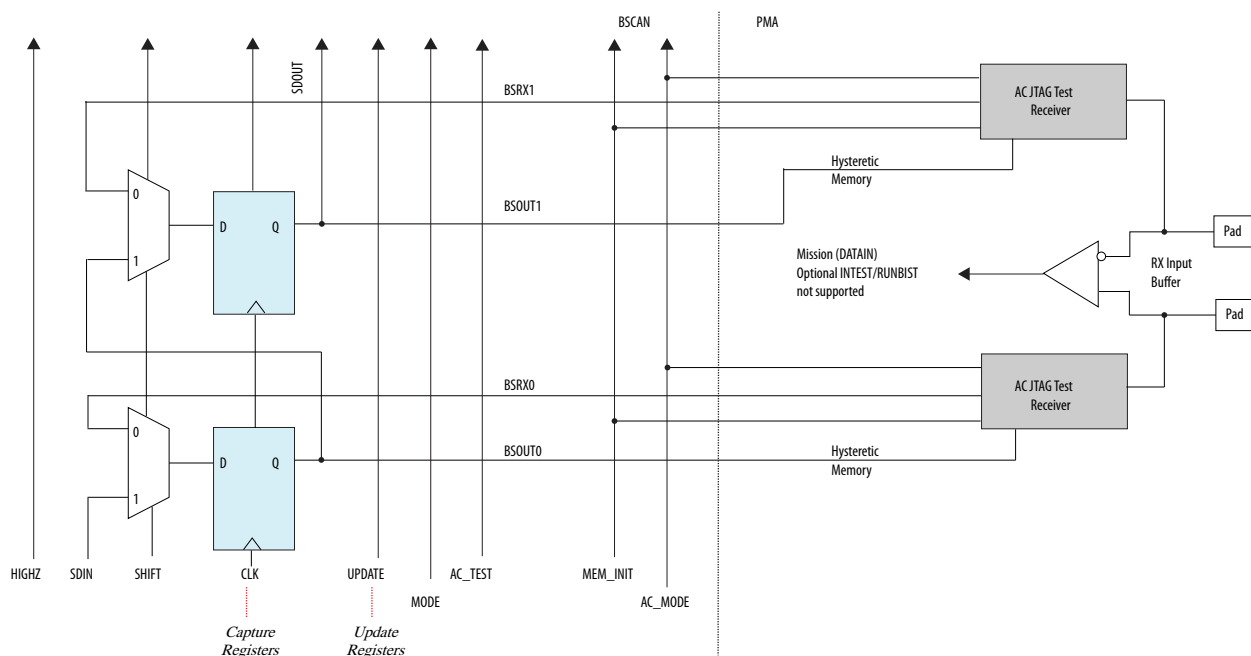 BSCAN
PMA
SDOUT
BSRX1
AC JTAG Test
Receiver
Hysteretic
Memory
0
D
Q
BSOUT1
1
Pad
Mission (DATAIN)
Optional INTEST/RUNBIST
not supported
RX Input
Buffer
Pad
BSRX0
AC JTAG Test
Receiver
0
D
Q
BSOUT0
Hysteretic
Memory
1
HIGHZ
SDIN
SHIFT
CLK
UPDATE
AC_TEST
MEM_INIT
MODE
AC_MODE
Capture
Registers
Update
Registers